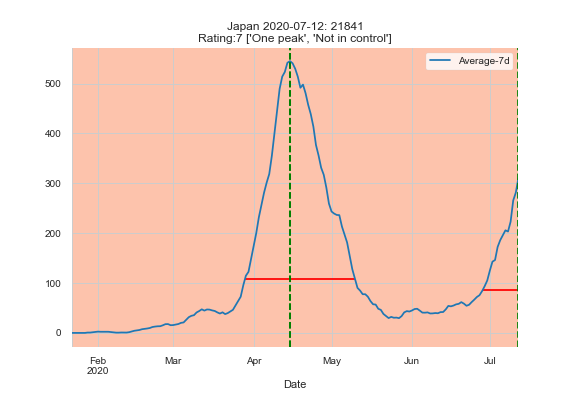 Japan 2020-07-12: 21841
Rating:7 ['One peak', 'Not in control']
Average-7d
500
400
300
200
100
0
Feb
2020
Mar
Apr
May
Jun
Jul
Date